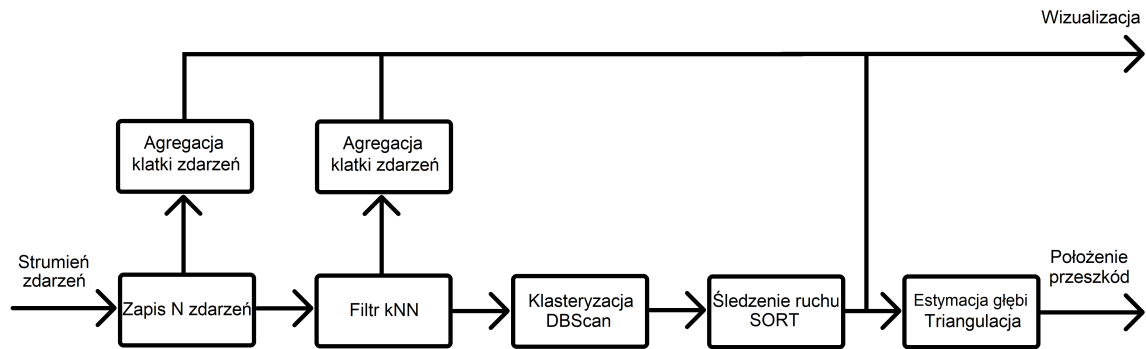 Wizualizacja
Agregacja
klatki zdarzeń
Agregacja
klatki zdarzeń
Strumień
zdarzeń
Zapis N zdarzeń
Filtr kNN
Klasteryzacja
DBScan
Śledzenie ruchu
SORT
Estymacja głębi
Triangulacja
Położenie
przeszkód